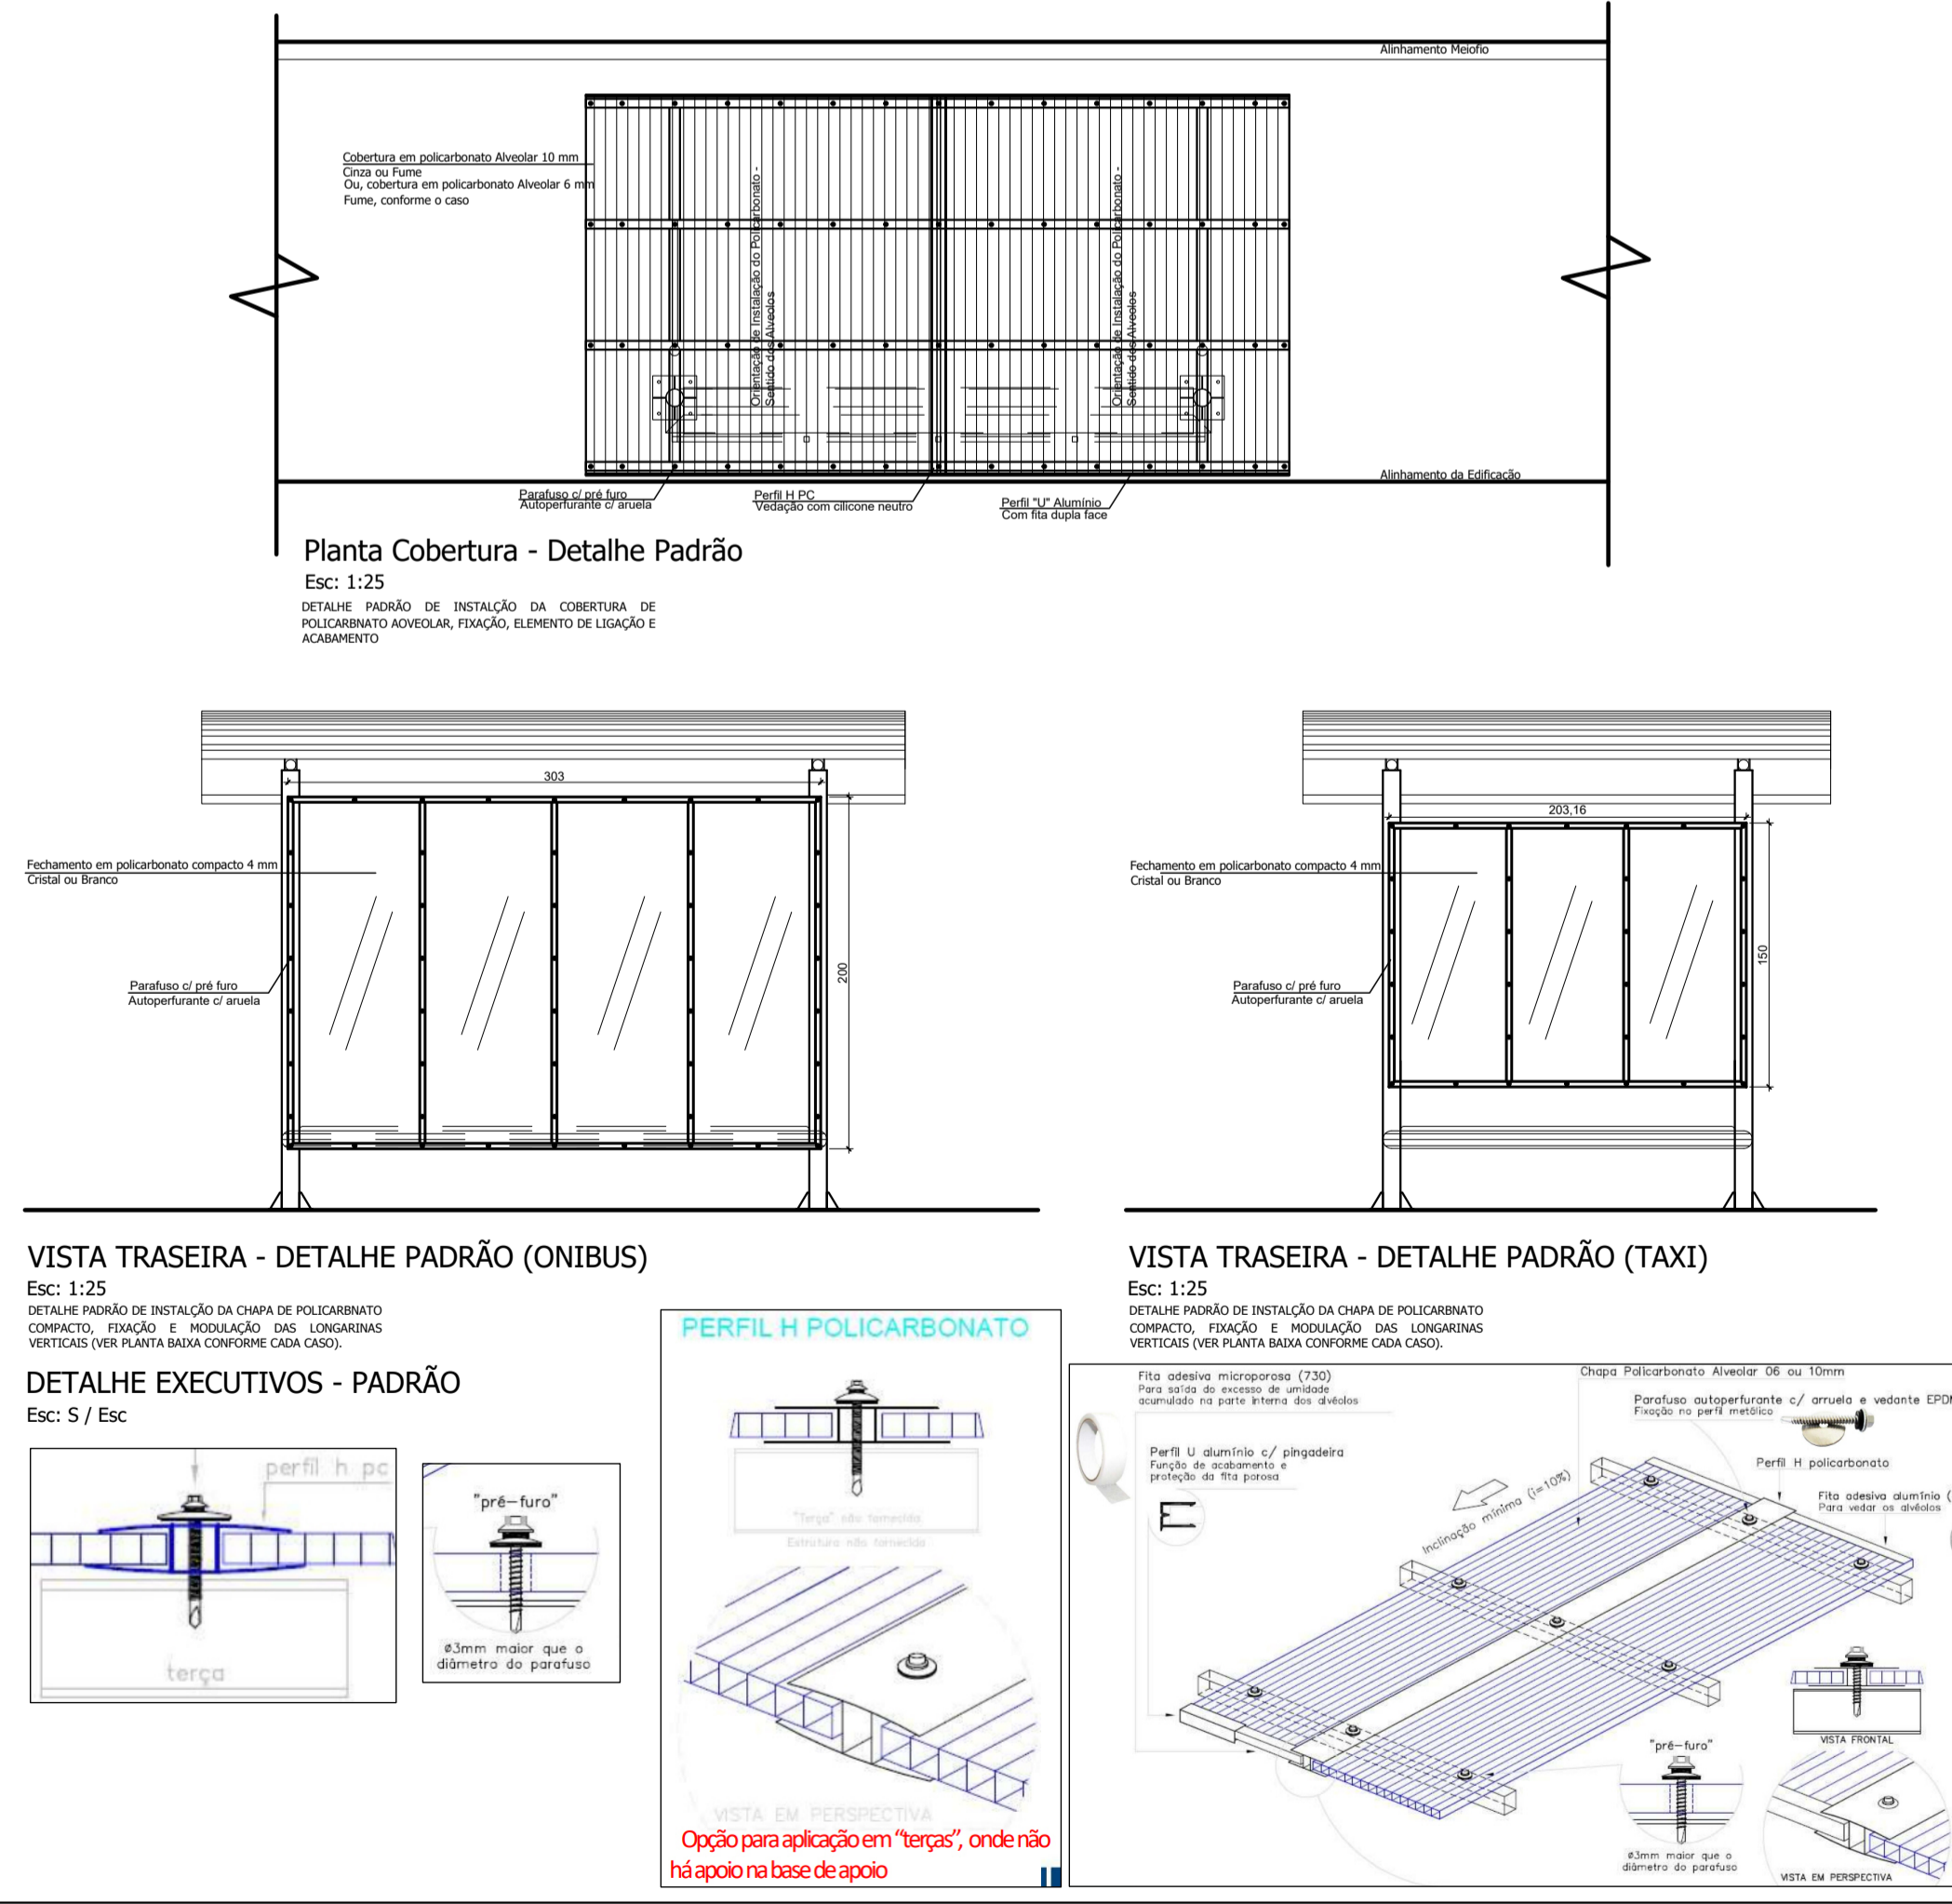 Alinhamento Meiofio
Cobertura em policarbonato Alveolar 10 mm
Cinza ou Fume
Ou, cobertura em policarbonato Alveolar 6 mm
Fume, conforme o caso
Orientação de Instalação do Policarbonato -
Sentido dos Alveolos
Orientação de Instalação do Policarbonato -
Sentido dos Alveolos
Alinhamento da Edificação
Parafuso c/ pré furo
Autoperfurante c/ aruela
Perfil H PC
Vedação com cilicone neutro
Perfil "U" Alumínio
Com fita dupla face
Planta Cobertura - Detalhe Padrão
Esc: 1:25
DETALHE PADRÃO DE INSTALÇÃO DA COBERTURA DE
POLICARBNATO AOVEOLAR, FIXAÇÃO, ELEMENTO DE LIGAÇÃO E
ACABAMENTO
303
Fechamento em policarbonato compacto 4 mm
Cristal ou Branco
Parafuso c/ pré furo
Autoperfurante c/ aruela
200
VISTA TRASEIRA - DETALHE PADRÃO (ONIBUS)
Esc: 1:25
DETALHE PADRÃO DE INSTALÇÃO DA CHAPA DE POLICARBNATO
COMPACTO, FIXAÇÃO E MODULAÇÃO DAS LONGARINAS
VERTICAIS (VER PLANTA BAIXA CONFORME CADA CASO).
203,16
Fechamento em policarbonato compacto 4 mm
Cristal ou Branco
Parafuso c/ pré furo
Autoperfurante c/ aruela
150
VISTA TRASEIRA - DETALHE PADRÃO (TAXI)
Esc: 1:25
DETALHE PADRÃO DE INSTALÇÃO DA CHAPA DE POLICARBNATO
COMPACTO, FIXAÇÃO E MODULAÇÃO DAS LONGARINAS
VERTICAIS (VER PLANTA BAIXA CONFORME CADA CASO).
DETALHE EXECUTIVOS - PADRÃO
Esc: S / Esc
perfil h pc
terça
"pré-furo"
ø3mm maior que o
diâmetro do parafuso
PERFIL H POLICARBONATO
"Terça" não fornecida
Estrutura não fornecida
VISTA EM PERSPECTIVA
Opção para aplicação em “terças”, onde não
há apoio na base de apoio
Fita adesiva microporosa (730)
Para saída do excesso de umidade
acumulado na parte interna dos alvéolos
Perfil U alumínio c/ pingadeira
Função de acabamento e
proteção da fita porosa
Inclinação mínima (i=10%)
Chapa Policarbonato Alveolar 06 ou 10mm
Parafuso autoperfurante c/ arruela e vedante EPDM
Fixação no perfil metálico
Perfil H policarbonato
Fita adesiva alumínio (
Para vedar os alvéolos
VISTA FRONTAL
"pré-furo"
ø3mm maior que o
diâmetro do parafuso
VISTA EM PERSPECTIVA